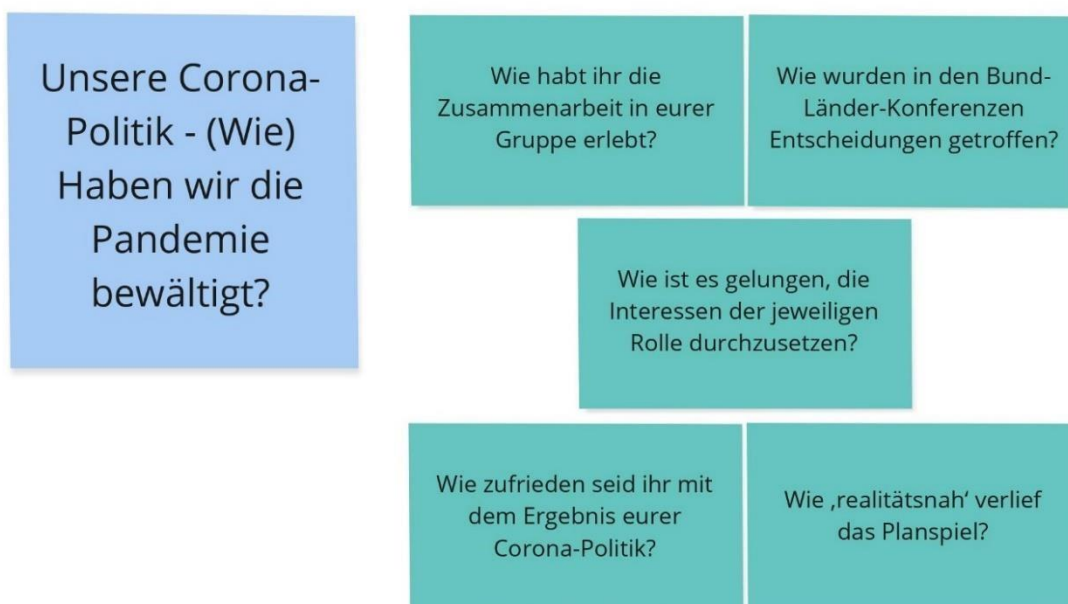 Unsere Corona-
Politik - (Wie)
Haben wir die
Pandemie
bewältigt?
Wie habt ihr die
Zusammenarbeit in eurer
Gruppe erlebt?
Wie wurden in den Bund-
Länder-Konferenzen
Entscheidungen getroffen?
Wie ist es gelungen, die
Interessen der jeweiligen
Rolle durchzusetzen?
Wie zufrieden seid ihr mit
dem Ergebnis eurer
Corona-Politik?
Wie ‚realitätsnah‘ verlief
das Planspiel?